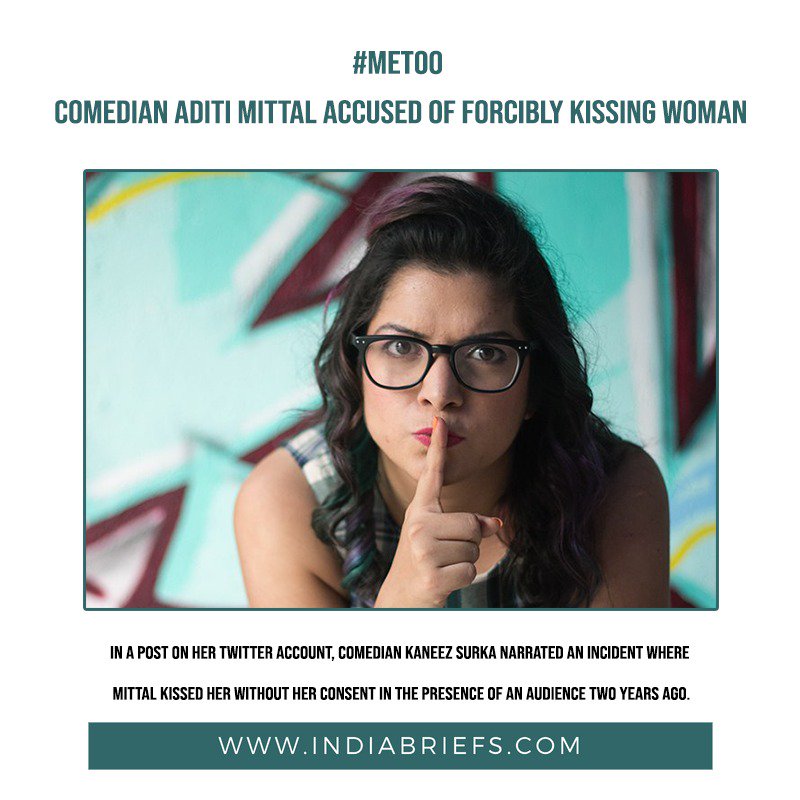 #METOO
COMEDIAN ADITI MITTAL ACCUSED OF FORCIBLY KISSING WOMAN
IN A POST ON HER TWITTER ACCOUNT, COMEDIAN KANEEZ SURKA NARRATED AN INCIDENT WHERE
MITTAL KISSED HER WITHOUT HER CONSENT IN THE PRESENCE OF AN AUDIENCE TWO YEARS AGO.
WWW.INDIABRIEFS.COM